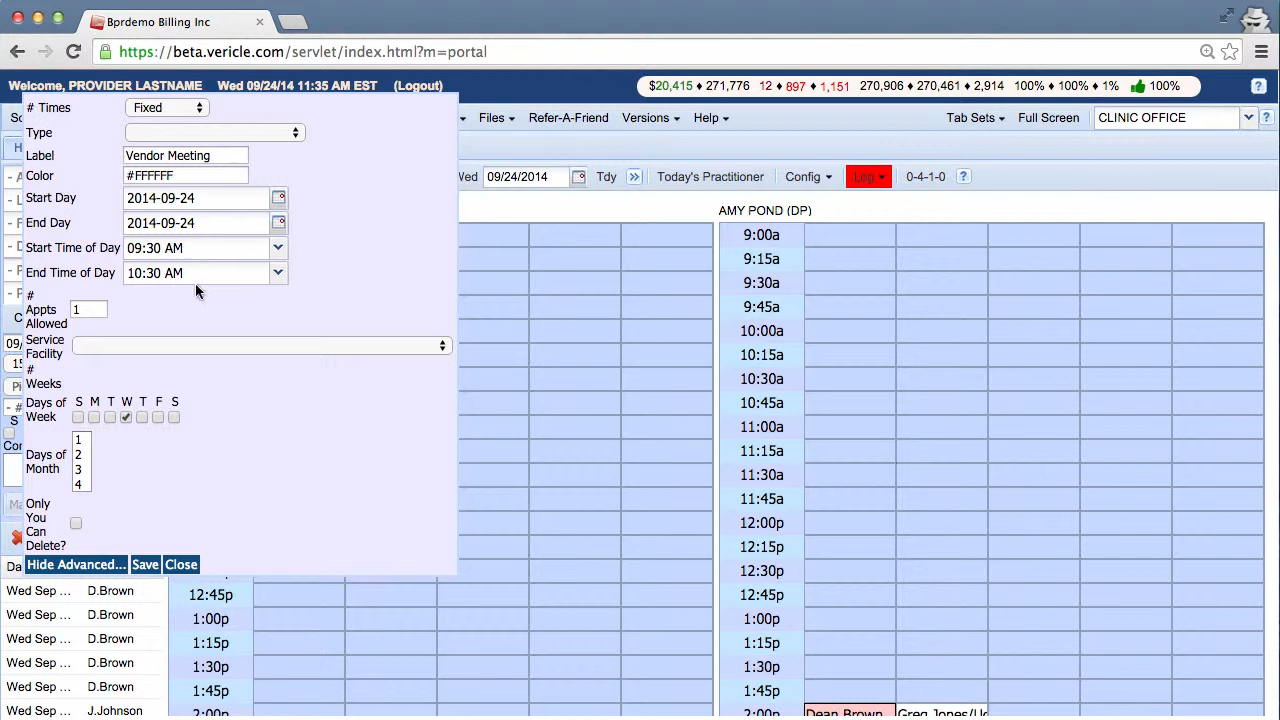 Bprdemo Billing Inc
https://beta.vericle.com/servlet/index.html?m=portal
Welcome, PROVIDER LASTNAME Wed 09/24/14 11:35 AM EST (Logout) $20,415 271,776 12 897 1,151 270,906 270,461 2,914 100% 100% 1% 100% ?
Files Refer-A-Friend Versions Help Tab Sets Full Screen CLINIC OFFICE ?
Wed 09/24/2014 Tdy Today's Practitioner Config Log 0-4-1-0 ?
# Times Fixed
Type
Label Vendor Meeting
Color #FFFFFF
Start Day 2014-09-24
End Day 2014-09-24
Start Time of Day 09:30 AM
End Time of Day 10:30 AM
# Appts Allowed 1
Service Facility
# Weeks
Days of Week S M T W T F S
Days of Month 1 2 3 4
Only You Can Delete?
Hide Advanced... Save Close
Wed Sep ... D.Brown
Wed Sep ... D.Brown
Wed Sep ... D.Brown
Wed Sep ... D.Brown
Wed Sep ... D.Brown
Wed Sep ... J.Johnson
12:45p
1:00p
1:15p
1:30p
1:45p
2:00p
AMY POND (DP)
9:00a
9:15a
9:30a
9:45a
10:00a
10:15a
10:30a
10:45a
11:00a
11:15a
11:30a
11:45a
12:00p
12:15p
12:30p
12:45p
1:00p
1:15p
1:30p
1:45p
2:00p Dean Brown Greg Jones/